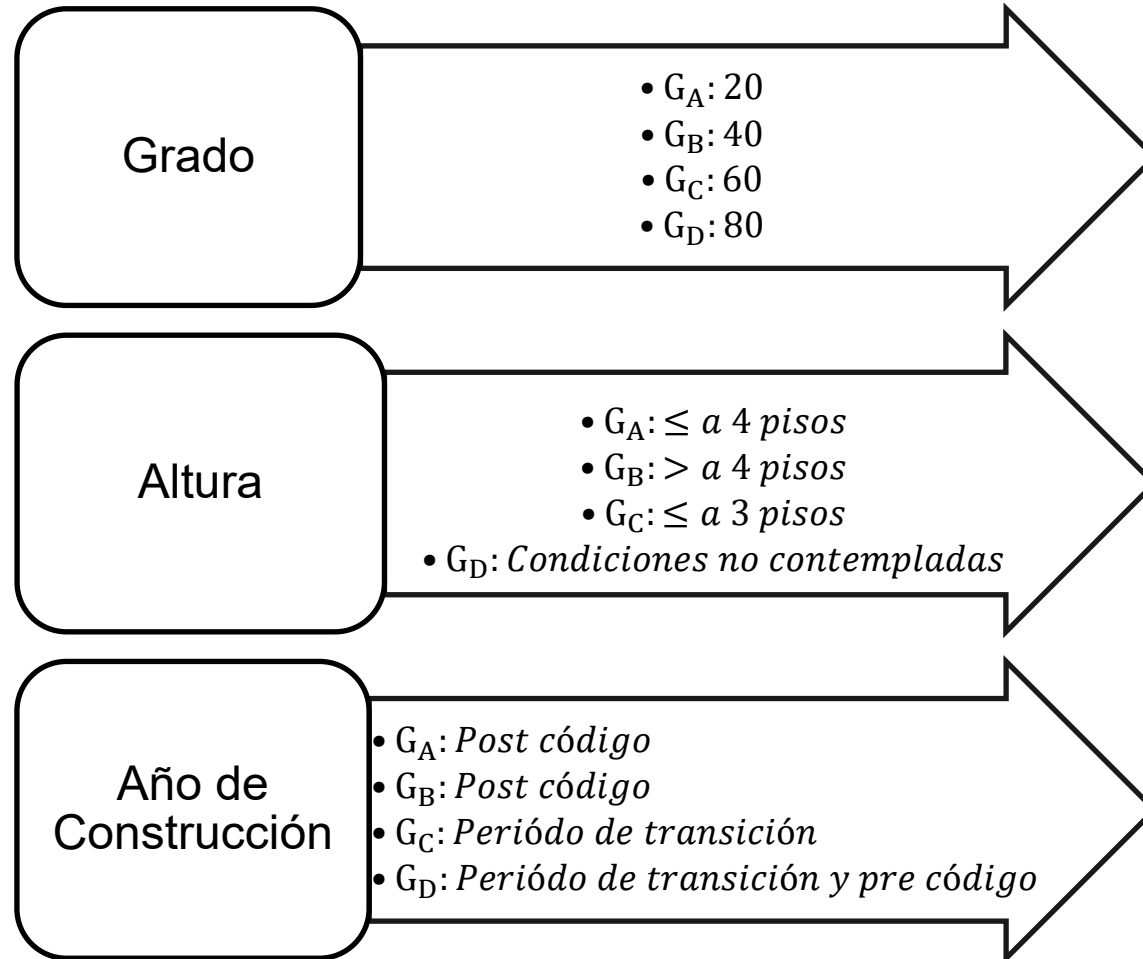 Grado
• G_A: 20
• G_B: 40
• G_C: 60
• G_D: 80
Altura
• G_A: ≤ a 4 pisos
• G_B: > a 4 pisos
• G_C: ≤ a 3 pisos
• G_D: Condiciones no contempladas
Año de
Construcción
• G_A: Post código
• G_B: Post código
• G_C: Periódo de transición
• G_D: Periódo de transición y pre código